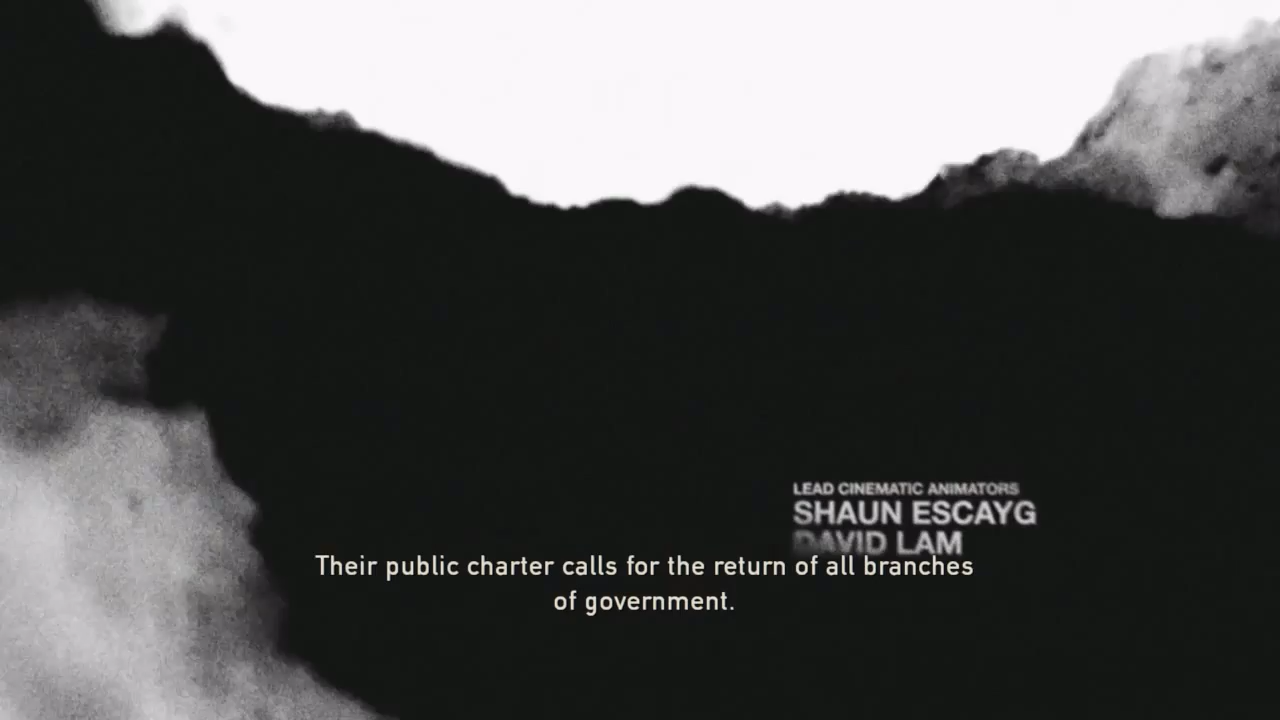 LEAD CINEMATIC ANIMATORS
SHAUN ESCAYG
DAVID LAM
Their public charter calls for the return of all branches
of government.